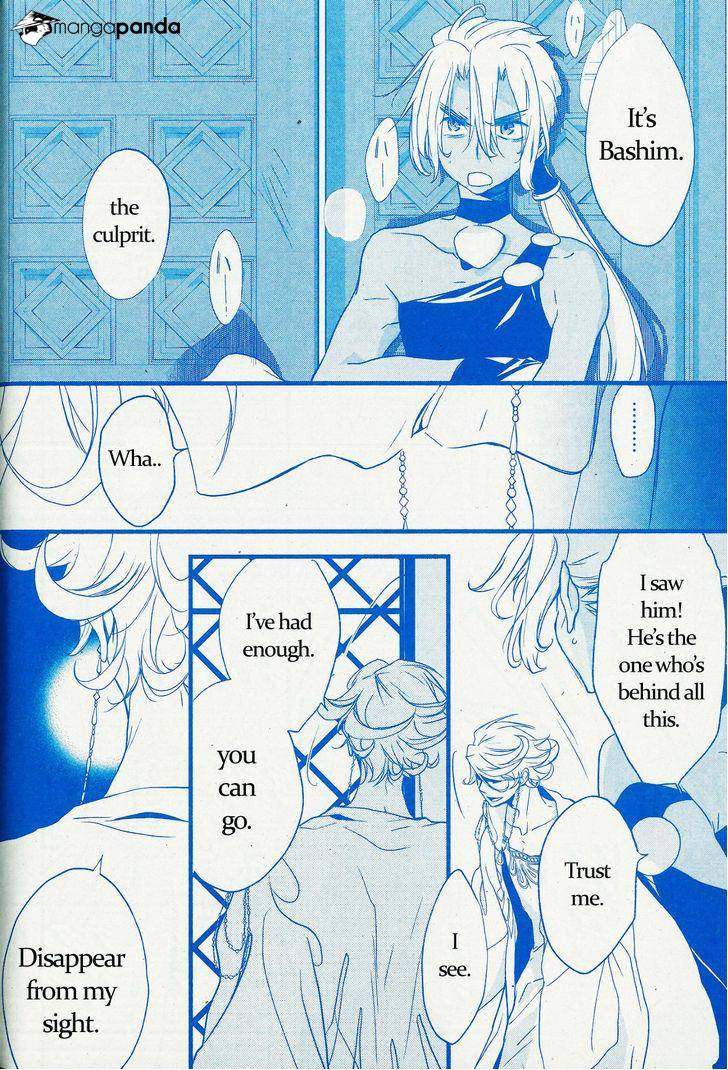 mangapanda
It's
Bashim.
the
culprit.
........
Wha..
I saw
him!
He's the
one who's
behind all
this.
Trust
me.
I
see.
I've had
enough.
you
can
go.
Disappear
from my
sight.